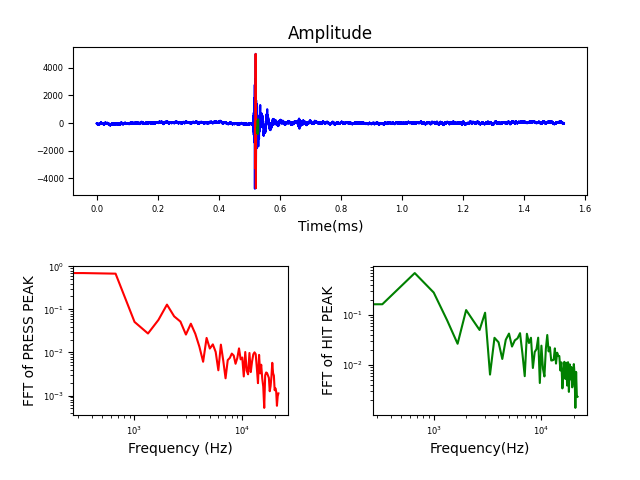 Amplitude
4000
2000
0
−2000
−4000
0.0 0.2 0.4 0.6 0.8 1.0 1.2 1.4 1.6
Time(ms)
FFT of PRESS PEAK
10⁰
10⁻¹
10⁻²
10⁻³
10³ 10⁴
Frequency (Hz)
FFT of HIT PEAK
10⁻¹
10⁻²
10³ 10⁴
Frequency(Hz)